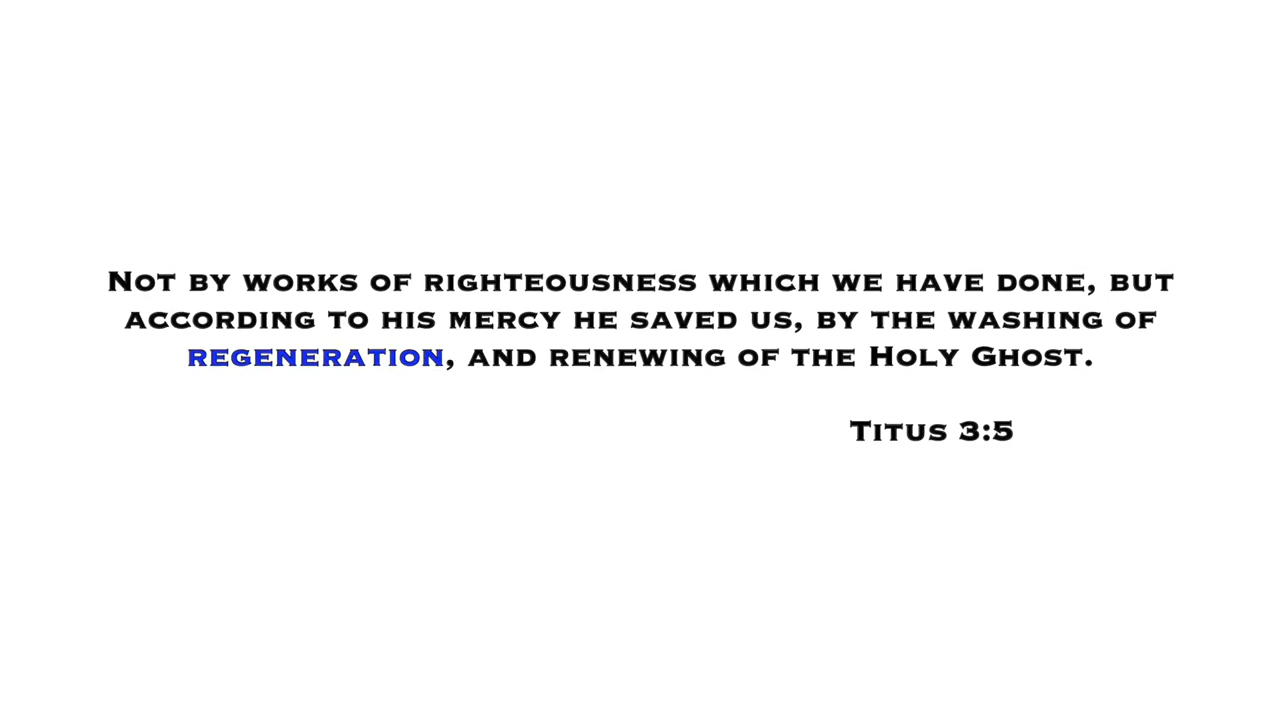 Not by works of righteousness which we have done, but
according to his mercy he saved us, by the washing of
regeneration, and renewing of the Holy Ghost.
Titus 3:5